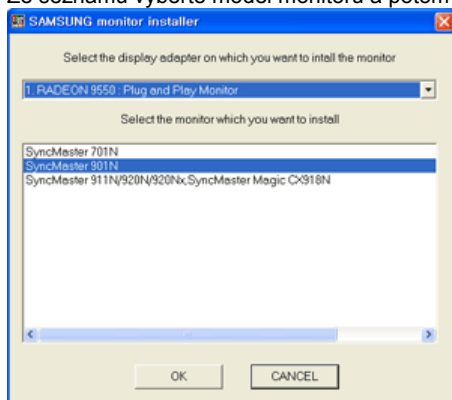 Ze seznamu vyberte model monitoru a potom
SAMSUNG monitor installer
Select the display adapter on which you want to intall the monitor
1. RADEON 9550 : Plug and Play Monitor
Select the monitor which you want to install
SyncMaster 701N
SyncMaster 901N
SyncMaster 911N/920N/920Nx,SyncMaster Magic CX918N
OK
CANCEL